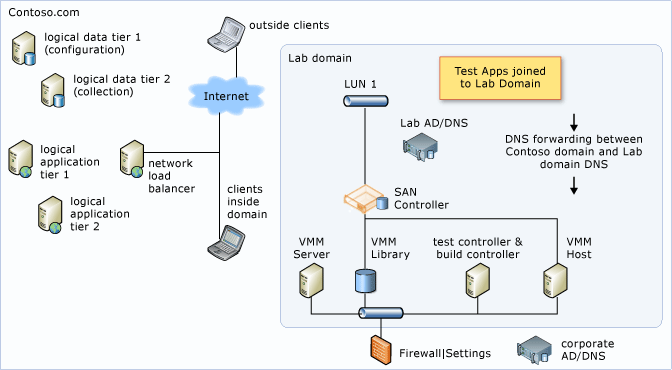 Contoso.com
logical data tier 1
(configuration)
logical data tier 2
(collection)
logical
application
tier 1
logical
application
tier 2
network
load
balancer
outside clients
Internet
clients
inside
domain
Lab domain
LUN 1
Test Apps joined
to Lab Domain
Lab AD/DNS
DNS forwarding between
Contoso domain and Lab
domain DNS
SAN
Controller
VMM
Server
VMM
Library
test controller &
build controller
VMM
Host
Firewall|Settings
corporate
AD/DNS